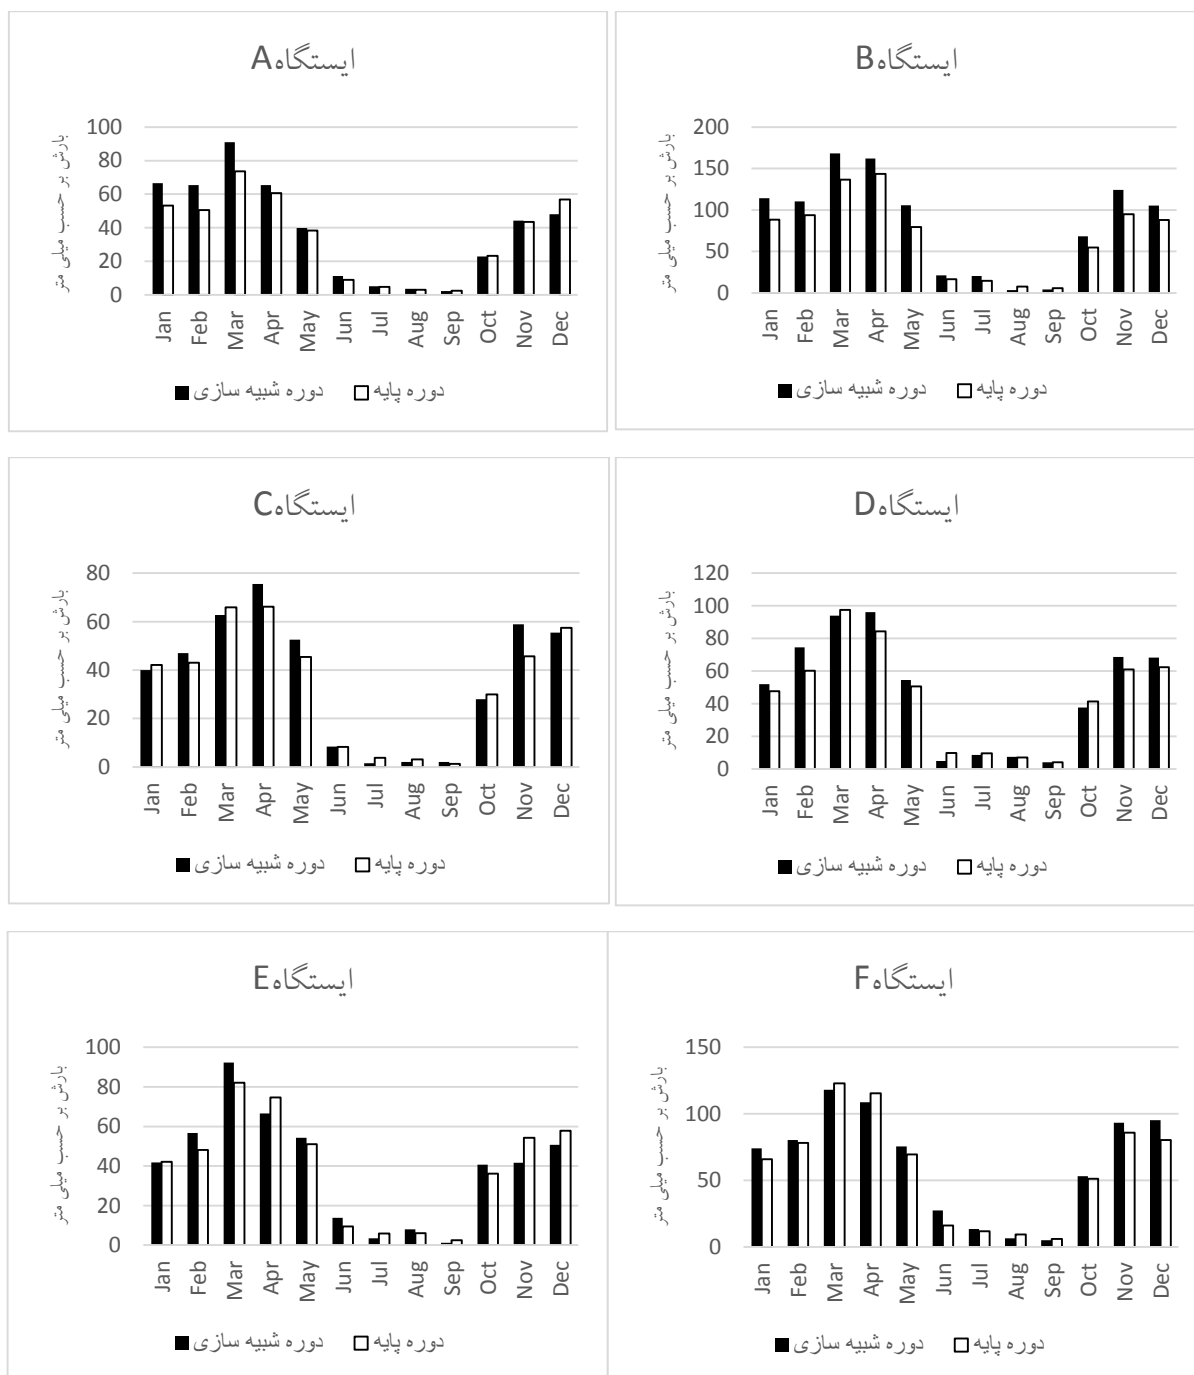 ایستگاهA
بارش بر حسب میلی متر
100
80
60
40
20
0
Jan Feb Mar Apr May Jun Jul Aug Sep Oct Nov Dec
دوره شبیه سازی دوره پایه
ایستگاهB
بارش بر حسب میلی متر
200
150
100
50
0
Jan Feb Mar Apr May Jun Jul Aug Sep Oct Nov Dec
دوره شبیه سازی دوره پایه
ایستگاهC
بارش بر حسب میلی متر
80
60
40
20
0
Jan Feb Mar Apr May Jun Jul Aug Sep Oct Nov Dec
دوره شبیه سازی دوره پایه
ایستگاهD
بارش بر حسب میلی متر
120
100
80
60
40
20
0
Jan Feb Mar Apr May Jun Jul Aug Sep Oct Nov Dec
دوره شبیه سازی دوره پایه
ایستگاهE
بارش بر حسب میلی متر
100
80
60
40
20
0
Jan Feb Mar Apr May Jun Jul Aug Sep Oct Nov Dec
دوره شبیه سازی دوره پایه
ایستگاهF
بارش بر حسب میلی متر
150
100
50
0
Jan Feb Mar Apr May Jun Jul Aug Sep Oct Nov Dec
دوره شبیه سازی دوره پایه